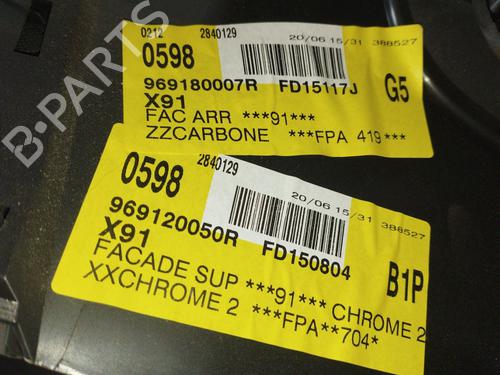 0212 2840129 20/06 15/31 388527
0598
969180007R FD15117J G5
X91
FAC ARR ***91***
ZZCARBONE ***FPA 419***
0598 2840129 20/06 15/31 388527
969120050R FD150804 B1P
X91
FACADE SUP ***91*** CHROME 2
XXCHROME 2 ***FPA**704*
B-PARTS